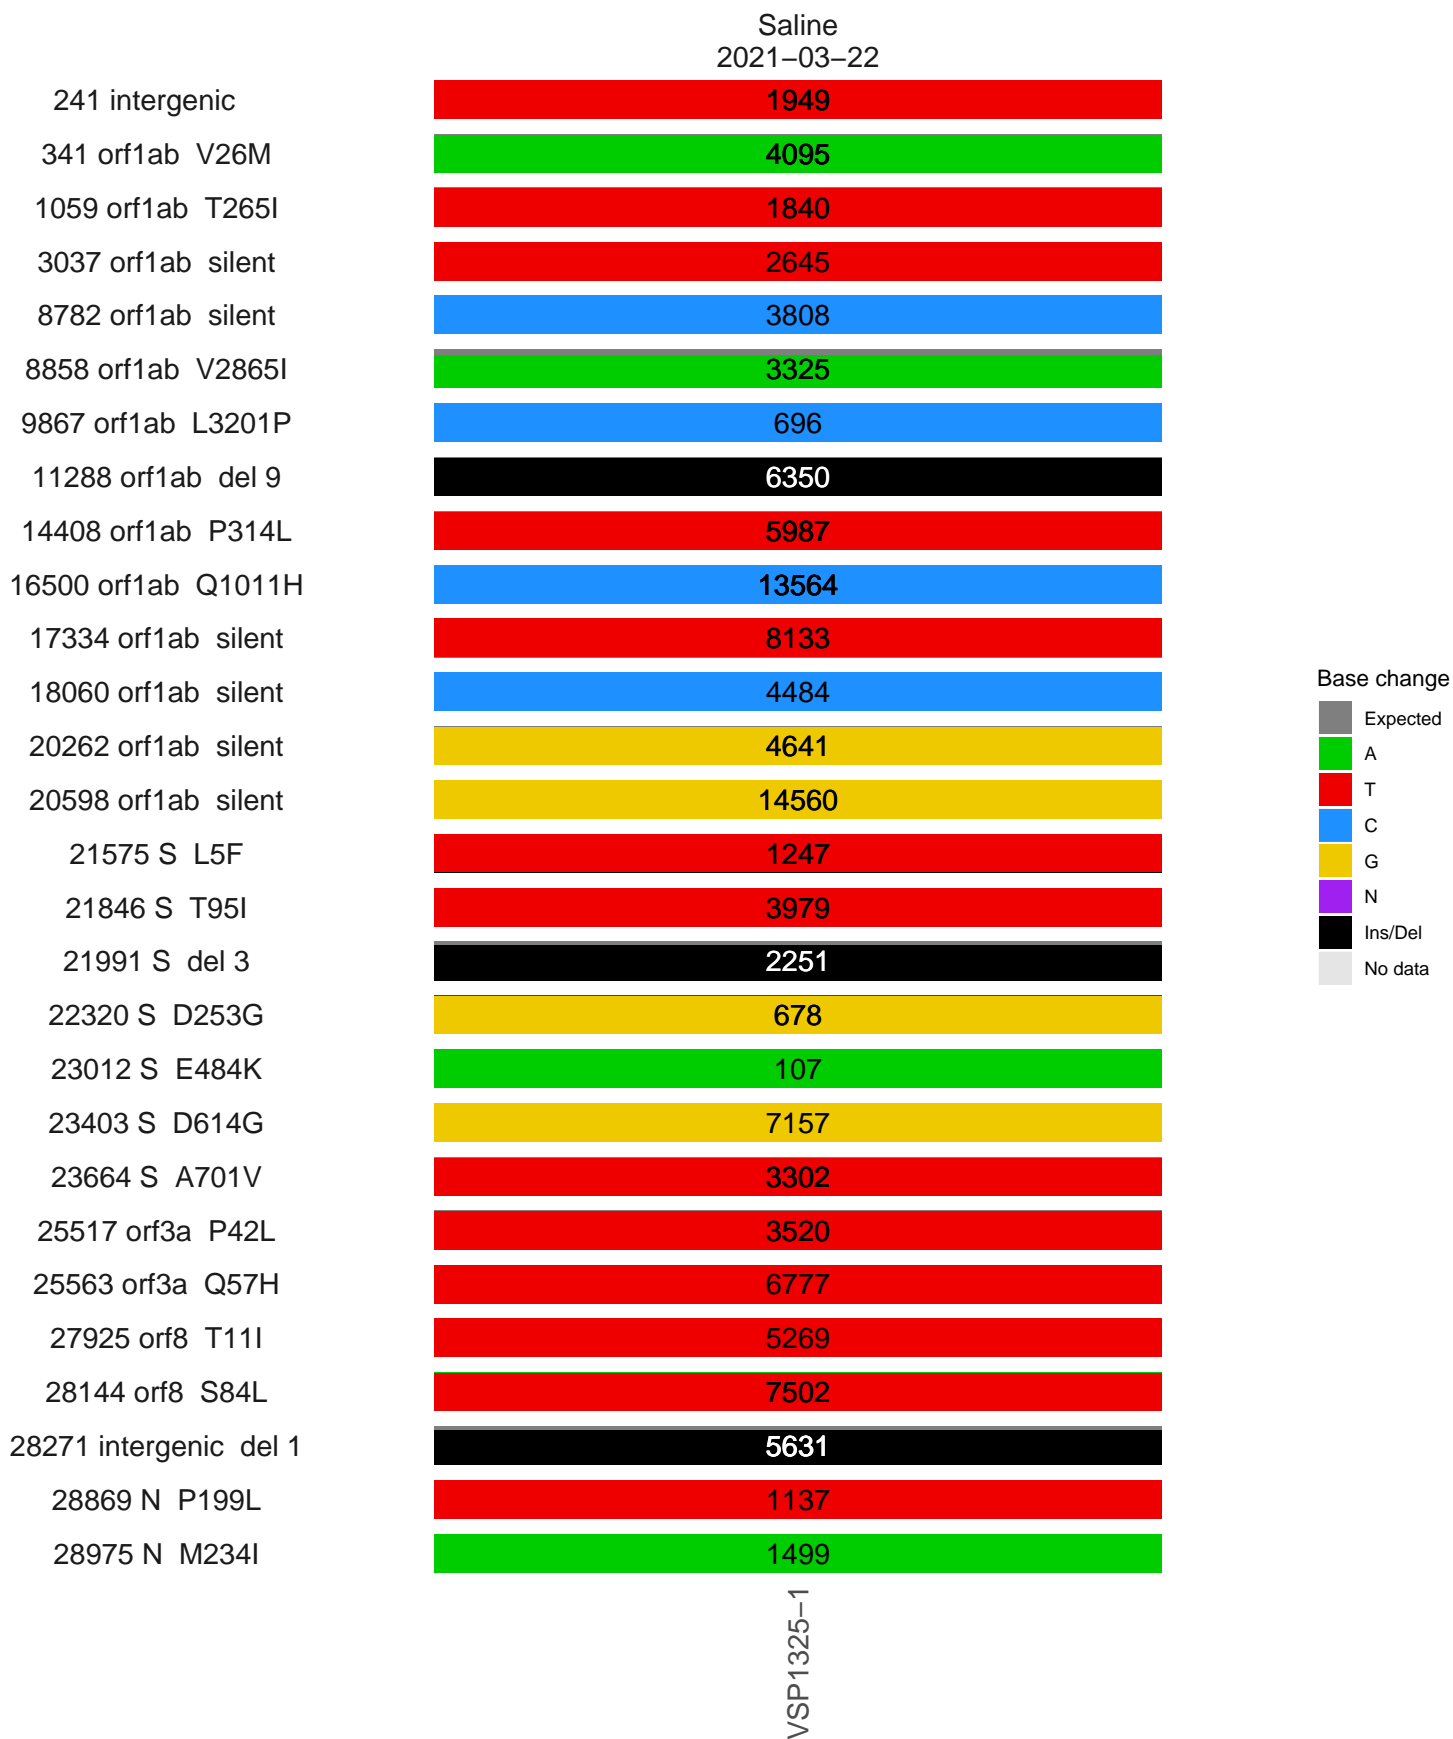 Saline
2021−03−22
241 intergenic 1949
341 orf1ab V26M 4095
1059 orf1ab T265I 1840
3037 orf1ab silent 2645
8782 orf1ab silent 3808
8858 orf1ab V2865I 3325
9867 orf1ab L3201P 696
11288 orf1ab del 9 6350
14408 orf1ab P314L 5987
16500 orf1ab Q1011H 13564
17334 orf1ab silent 8133
18060 orf1ab silent 4484
20262 orf1ab silent 4641
20598 orf1ab silent 14560
21575 S L5F 1247
21846 S T95I 3979
21991 S del 3 2251
22320 S D253G 678
23012 S E484K 107
23403 S D614G 7157
23664 S A701V 3302
25517 orf3a P42L 3520
25563 orf3a Q57H 6777
27925 orf8 T11I 5269
28144 orf8 S84L 7502
28271 intergenic del 1 5631
28869 N P199L 1137
28975 N M234I 1499
VSP1325−1
Base change
Expected
A
T
C
G
N
Ins/Del
No data